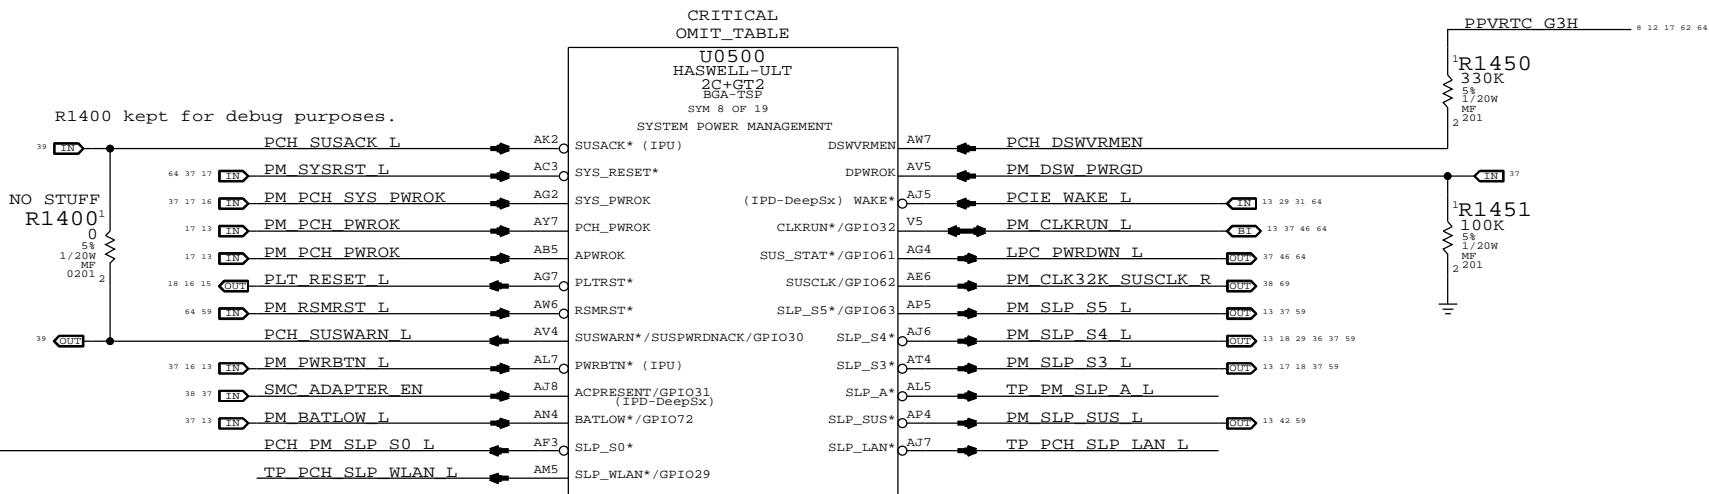 CRITICAL
OMIT_TABLE
U0500
HASWELL-ULT
2C+GT2
BGA-TSP
SYM 8 OF 19
SYSTEM POWER MANAGEMENT
PPVRTC_G3H 8 12 17 62 64
1 R1450
330K
5%
1/20W
MF
2 201
R1400 kept for debug purposes.
39 IN PCH_SUSACK_L AK2 SUSACK* (IPU) DSWVRMEN AW7 PCH_DSWVRMEN
64 37 17 IN PM_SYSRST_L AC3 SYS_RESET* DPWROK AV5 PM_DSW_PWRGD IN 37
37 17 16 IN PM_PCH_SYS_PWROK AG2 SYS_PWROK (IPD-DeepSx) WAKE* AJ5 PCIE_WAKE_L IN 13 29 31 64
17 13 IN PM_PCH_PWROK AY7 PCH_PWROK CLKRUN*/GPIO32 V5 PM_CLKRUN_L BI 13 37 46 64
17 13 IN PM_PCH_PWROK AB5 APWROK SUS_STAT*/GPIO61 AG4 LPC_PWRDWN_L OUT 37 46 64
18 16 15 OUT PLT_RESET_L AG7 PLTRST* SUSCLK/GPIO62 AE6 PM_CLK32K_SUSCLK_R OUT 38 69
64 59 IN PM_RSMRST_L AW6 RSMRST* SLP_S5*/GPIO63 AP5 PM_SLP_S5_L OUT 13 37 59
39 OUT PCH_SUSWARN_L AV4 SUSWARN*/SUSPWRDNACK/GPIO30 SLP_S4* AJ6 PM_SLP_S4_L OUT 13 18 29 36 37 59
37 16 13 IN PM_PWRBTN_L AL7 PWRBTN* (IPU) SLP_S3* AT4 PM_SLP_S3_L OUT 13 17 18 37 59
38 37 IN SMC_ADAPTER_EN AJ8 ACPRESENT/GPIO31 SLP_A* AL5 TP_PM_SLP_A_L
(IPD-DeepSx)
37 13 IN PM_BATLOW_L AN4 BATLOW*/GPIO72 SLP_SUS* AP4 PM_SLP_SUS_L OUT 13 42 59
PCH_PM_SLP_S0_L AF3 SLP_S0* SLP_LAN* AJ7 TP_PCH_SLP_LAN_L
TP_PCH_SLP_WLAN_L AM5 SLP_WLAN*/GPIO29
NO STUFF
R1400 1
0
5%
1/20W
MF
0201 2
1 R1451
100K
5%
1/20W
MF
2 201